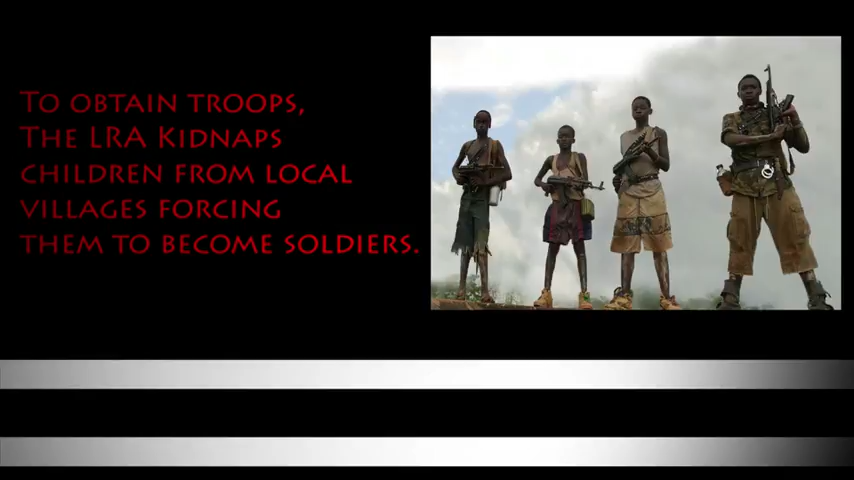 To obtain troops,
The LRA Kidnaps
children from local
villages forcing
them to become soldiers.